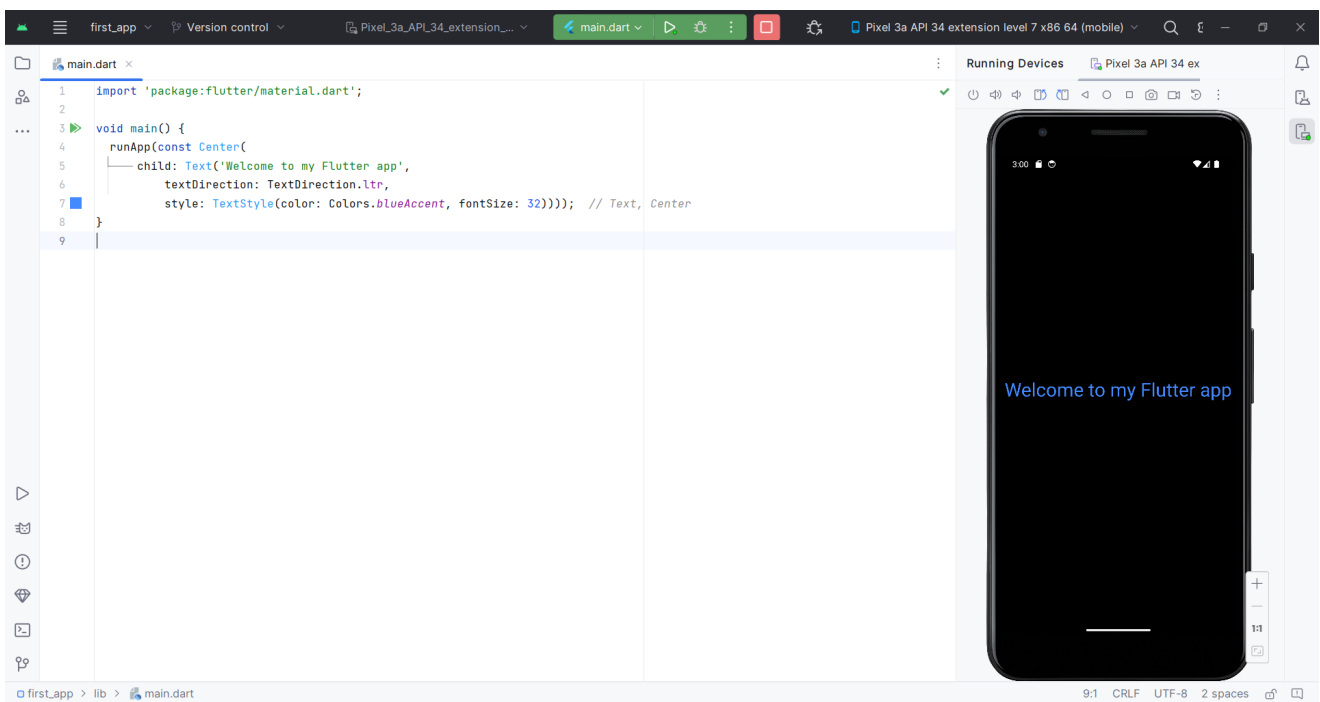 first_app Version control Pixel_3a_API_34_extension_... main.dart Pixel 3a API 34 extension level 7 x86 64 (mobile)
main.dart
Running Devices Pixel 3a API 34 ex
1 import 'package:flutter/material.dart';
2
3 void main() {
4 runApp(const Center(
5 child: Text('Welcome to my Flutter app',
6 textDirection: TextDirection.ltr,
7 style: TextStyle(color: Colors.blueAccent, fontSize: 32)))); // Text, Center
8 }
9
3:00
Welcome to my Flutter app
1:1
first_app > lib > main.dart
9:1 CRLF UTF-8 2 spaces